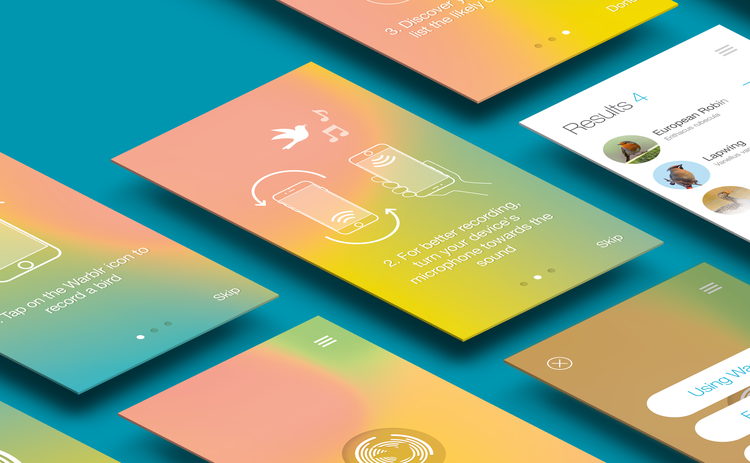 3. Discover
list the likely
Done
Results 4
European Robin
Erithacus rubecula
Lapwing
Vanellus
2. For better recording,
turn your device's
microphone towards the
sound
Skip
Tap on the Warblr icon to
record a bird
Skip
Using